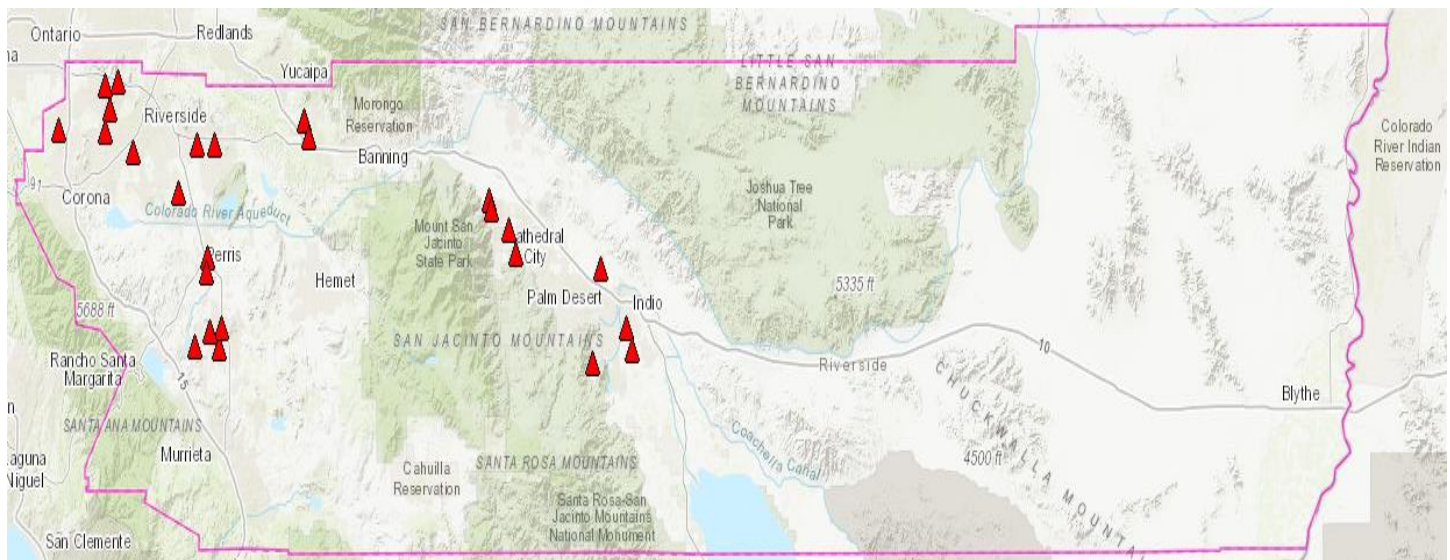 SAN BERNARDINO MOUNTAINS
Ontario
Redlands
na
Yucaipa
LITTLE SAN
BERNARDINO
MOUNTAINS
Morongo
Reservation
Riverside
Banning
Colorado
River Indian
Reservation
91
Corona
Joshua Tree
National
Park
Colorado River Aqueduct
Mount San
Jacinto
State Park
athedral
City
Perris
Hemet
5335 ft
Palm Desert
Indio
5688 ft
SAN JACINTO MOUNTAINS
10
Rancho Santa
Margarita
15
Riverside
Blythe
CHUCKWALLA MOUNTAI
SANTA ANA MOUNTAINS
Murrieta
Coachella Canal
aguna
Niguel
Cahuilla
Reservation
SANTA ROSA MOUNTAINS
4500 ft
Santa Rosa-San
Jacinto Mountains
National Monument
San Clemente